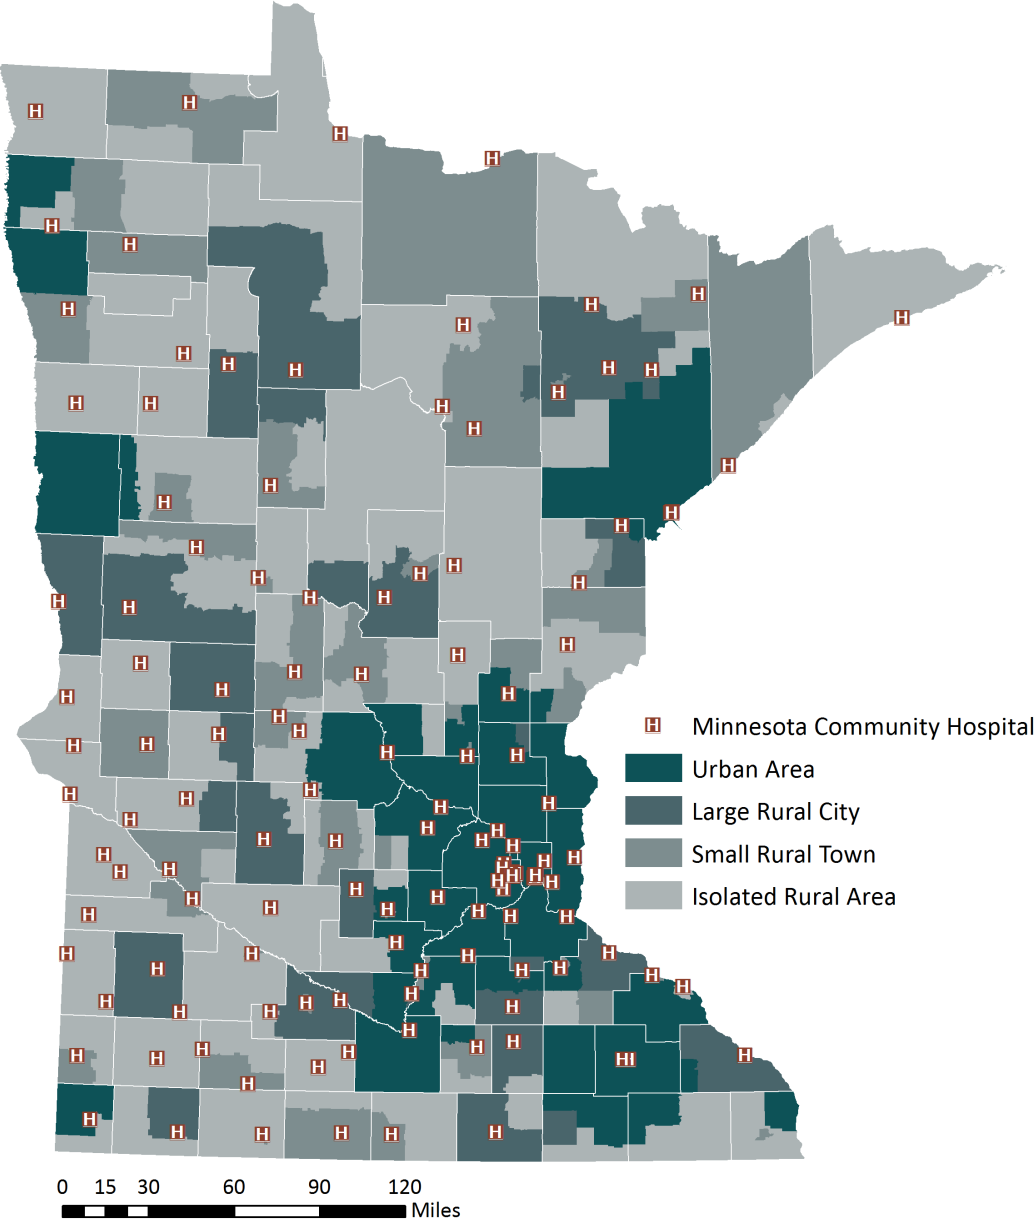 Minnesota Community Hospital
Urban Area
Large Rural City
Small Rural Town
Isolated Rural Area
0 15 30 60 90 120
Miles